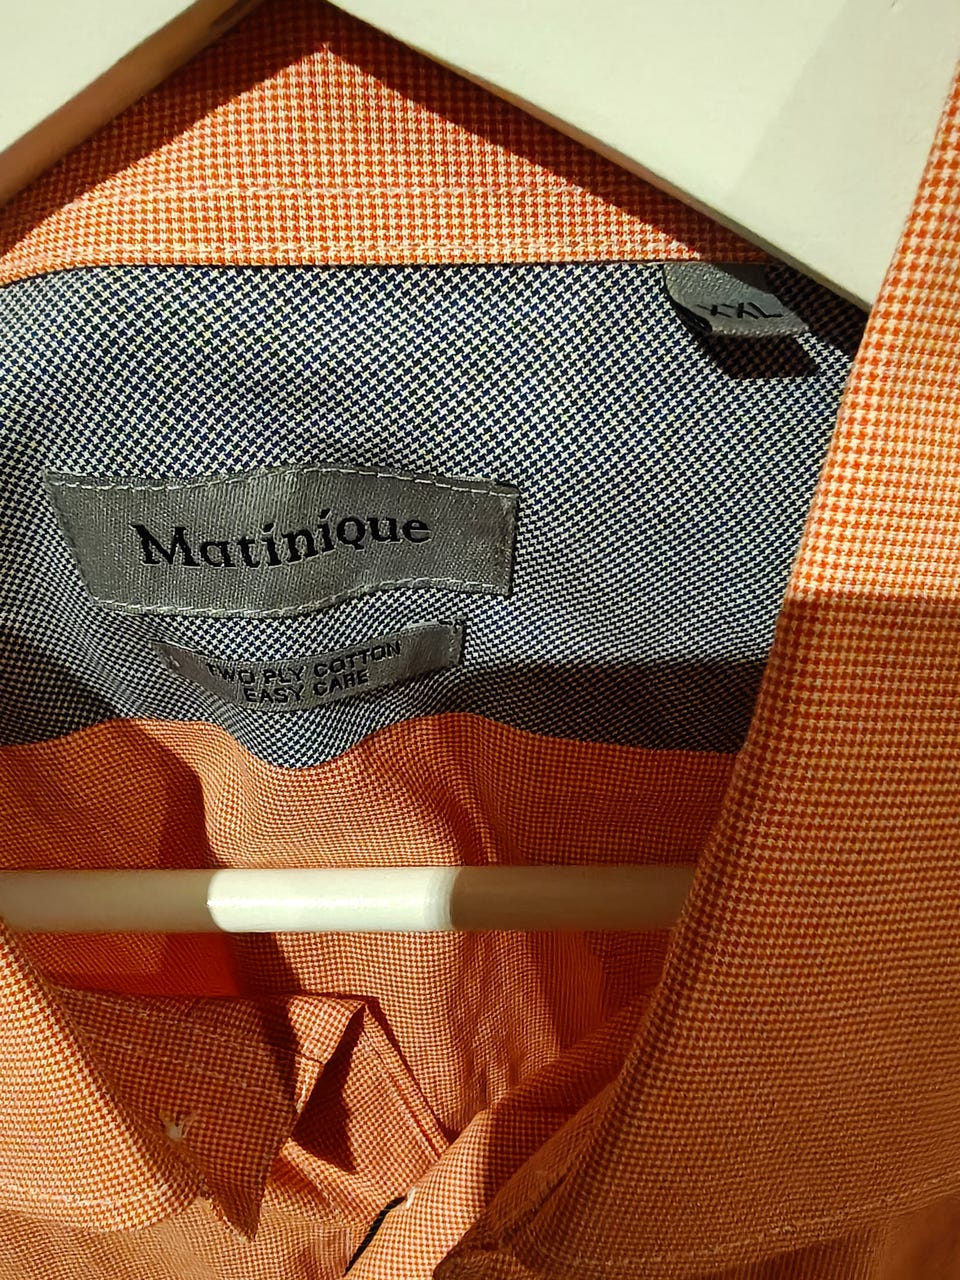 XXL
Matinique
TWO PLY COTTON
EASY CARE